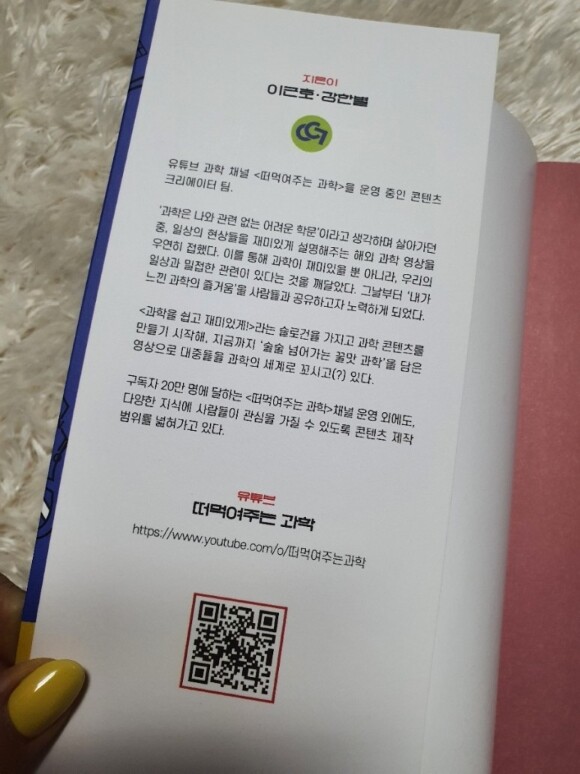 지은이
이근호·강한별
유튜브 과학 채널 <떠먹여주는 과학>을 운영 중인 콘텐츠
크리에이터 팀.
'과학은 나와 관련 없는 어려운 학문'이라고 생각하며 살아가던
중, 일상의 현상들을 재미있게 설명해주는 해외 과학 영상을
우연히 접했다. 이를 통해 과학이 재미있을 뿐 아니라, 우리의
일상과 밀접한 관련이 있다는 것을 깨달았다. 그날부터 '내가
느낀 과학의 즐거움'을 사람들과 공유하고자 노력하게 되었다.
<과학을 쉽고 재미있게!>라는 슬로건을 가지고 과학 콘텐츠를
만들기 시작해, 지금까지 '술술 넘어가는 꿀맛 과학'을 담은
영상으로 대중들을 과학의 세계로 꼬시고(?) 있다.
구독자 20만 명에 달하는 <떠먹여주는 과학>채널 운영 외에도,
다양한 지식에 사람들이 관심을 가질 수 있도록 콘텐츠 제작
범위를 넓혀가고 있다.
유튜브
떠먹여주는 과학
https://www.youtube.com/o/떠먹여주는과학